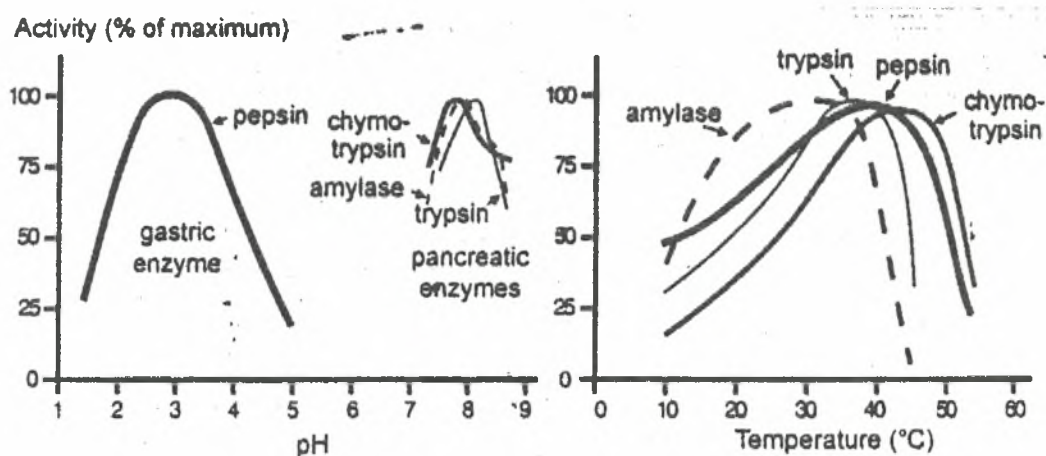 Activity (% of maximum)
100
75
50
25
0
pepsin
gastric
enzyme
chymo-
trypsin
amylase
trypsin
pancreatic
enzymes
1 2 3 4 5 6 7 8 9
pH
100
75
50
25
0
amylase
trypsin
pepsin
chymo-
trypsin
0 10 20 30 40 50 60
Temperature (°C)